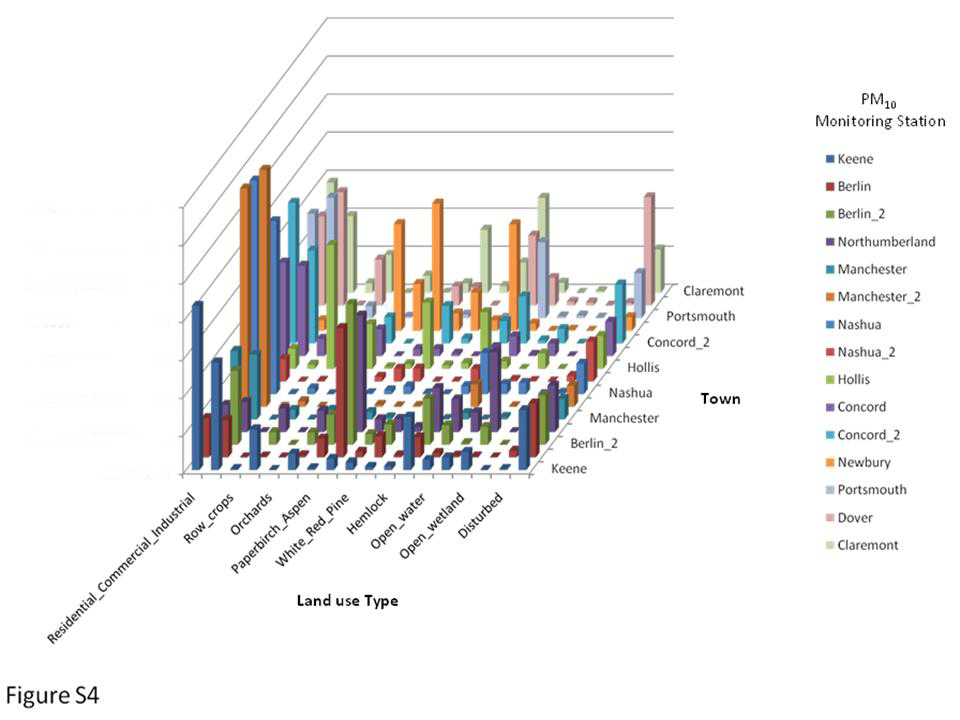 PM10
Monitoring Station
Keene
Berlin
Berlin_2
Northumberland
Manchester
Manchester_2
Nashua
Nashua_2
Hollis
Concord
Concord_2
Newbury
Portsmouth
Dover
Claremont
Claremont
Portsmouth
Concord_2
Hollis
Nashua
Manchester
Berlin_2
Keene
Town
Residential_Commercial_Industrial
Row_crops
Orchards
Paperbirch_Aspen
White_Red_Pine
Hemlock
Open_water
Open_wetland
Disturbed
Land use Type
Figure S4